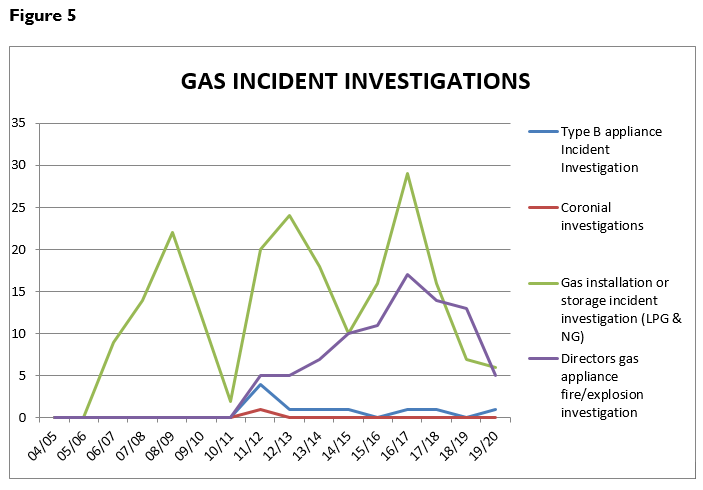 Figure 5
GAS INCIDENT INVESTIGATIONS
35
30
25
20
15
10
5
0
04/05
05/06
06/07
07/08
08/09
09/10
10/11
11/12
12/13
13/14
14/15
15/16
16/17
17/18
18/19
19/20
Type B appliance
Incident
Investigation
Coronial
investigations
Gas installation or
storage incident
investigation (LPG &
NG)
Directors gas
appliance
fire/explosion
investigation